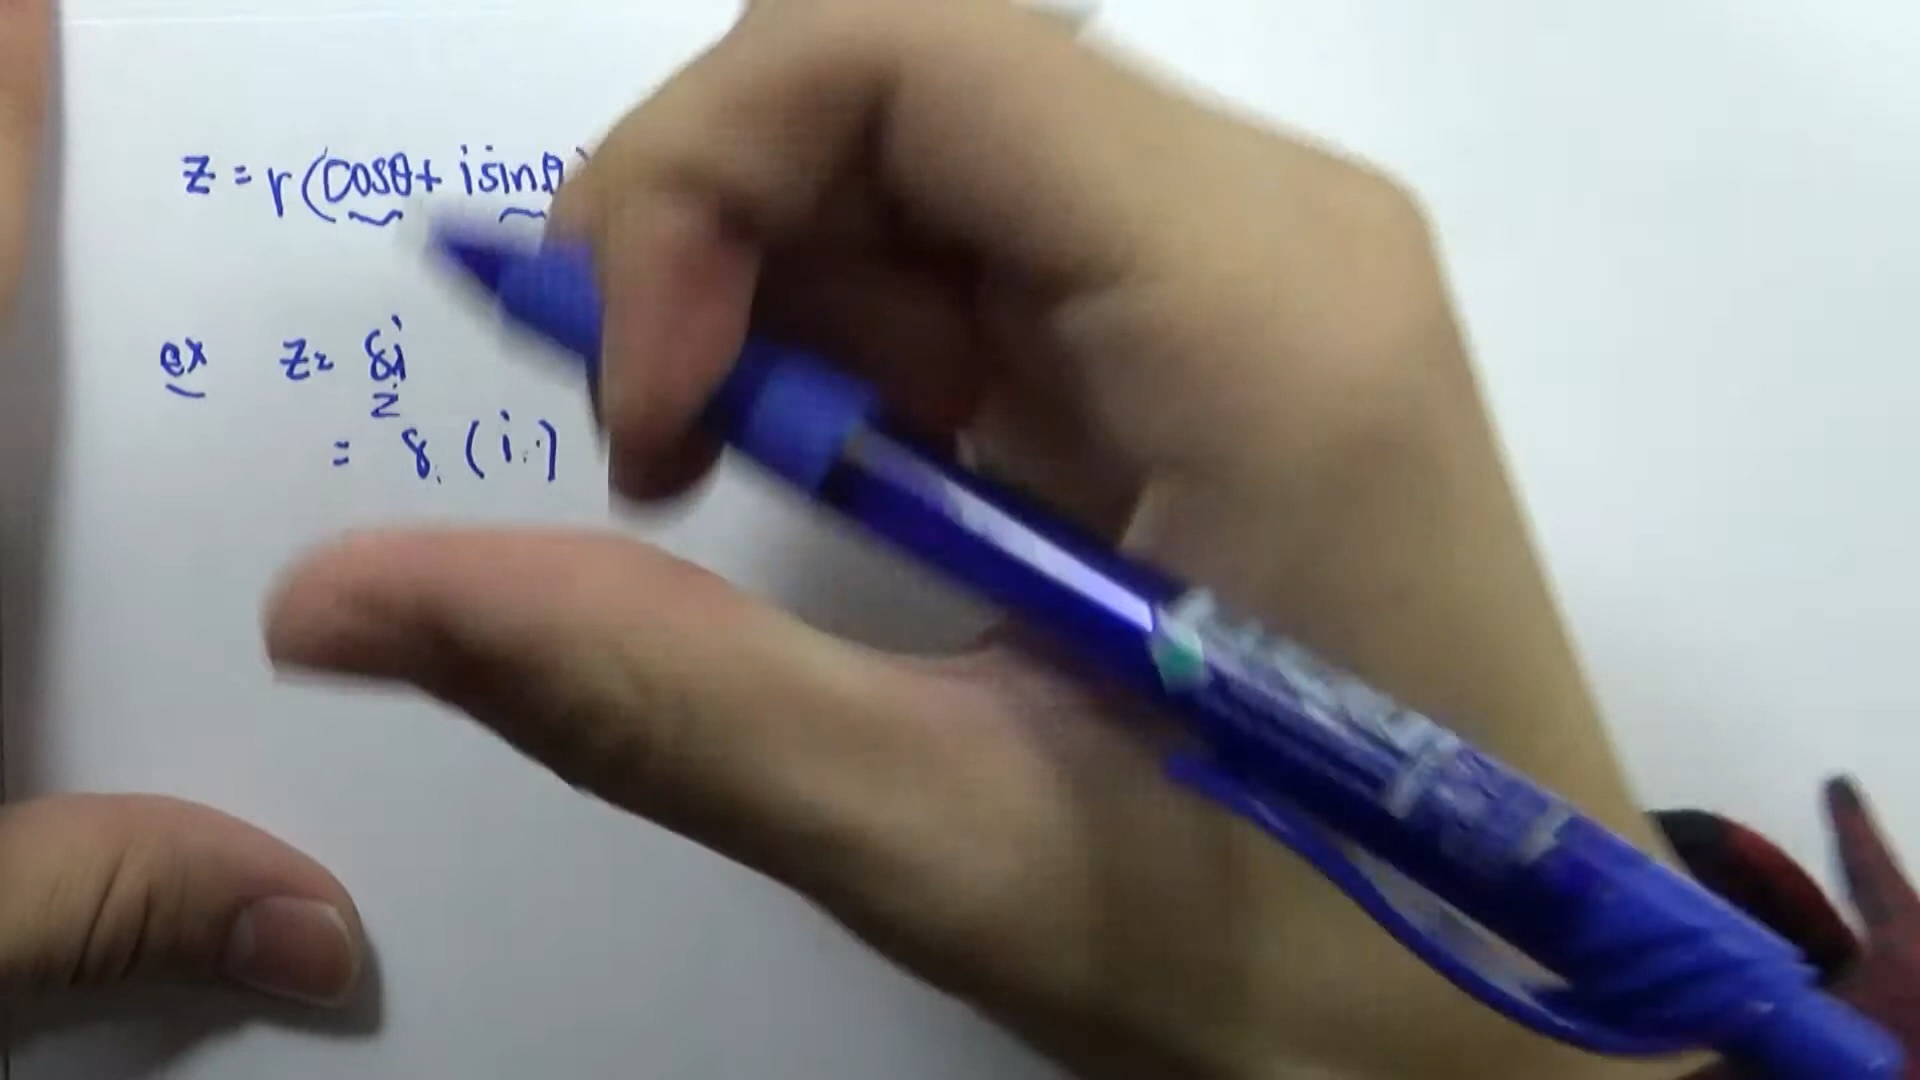 z = r(cosθ + isinθ)
ex z = 8i
= 8 (i)